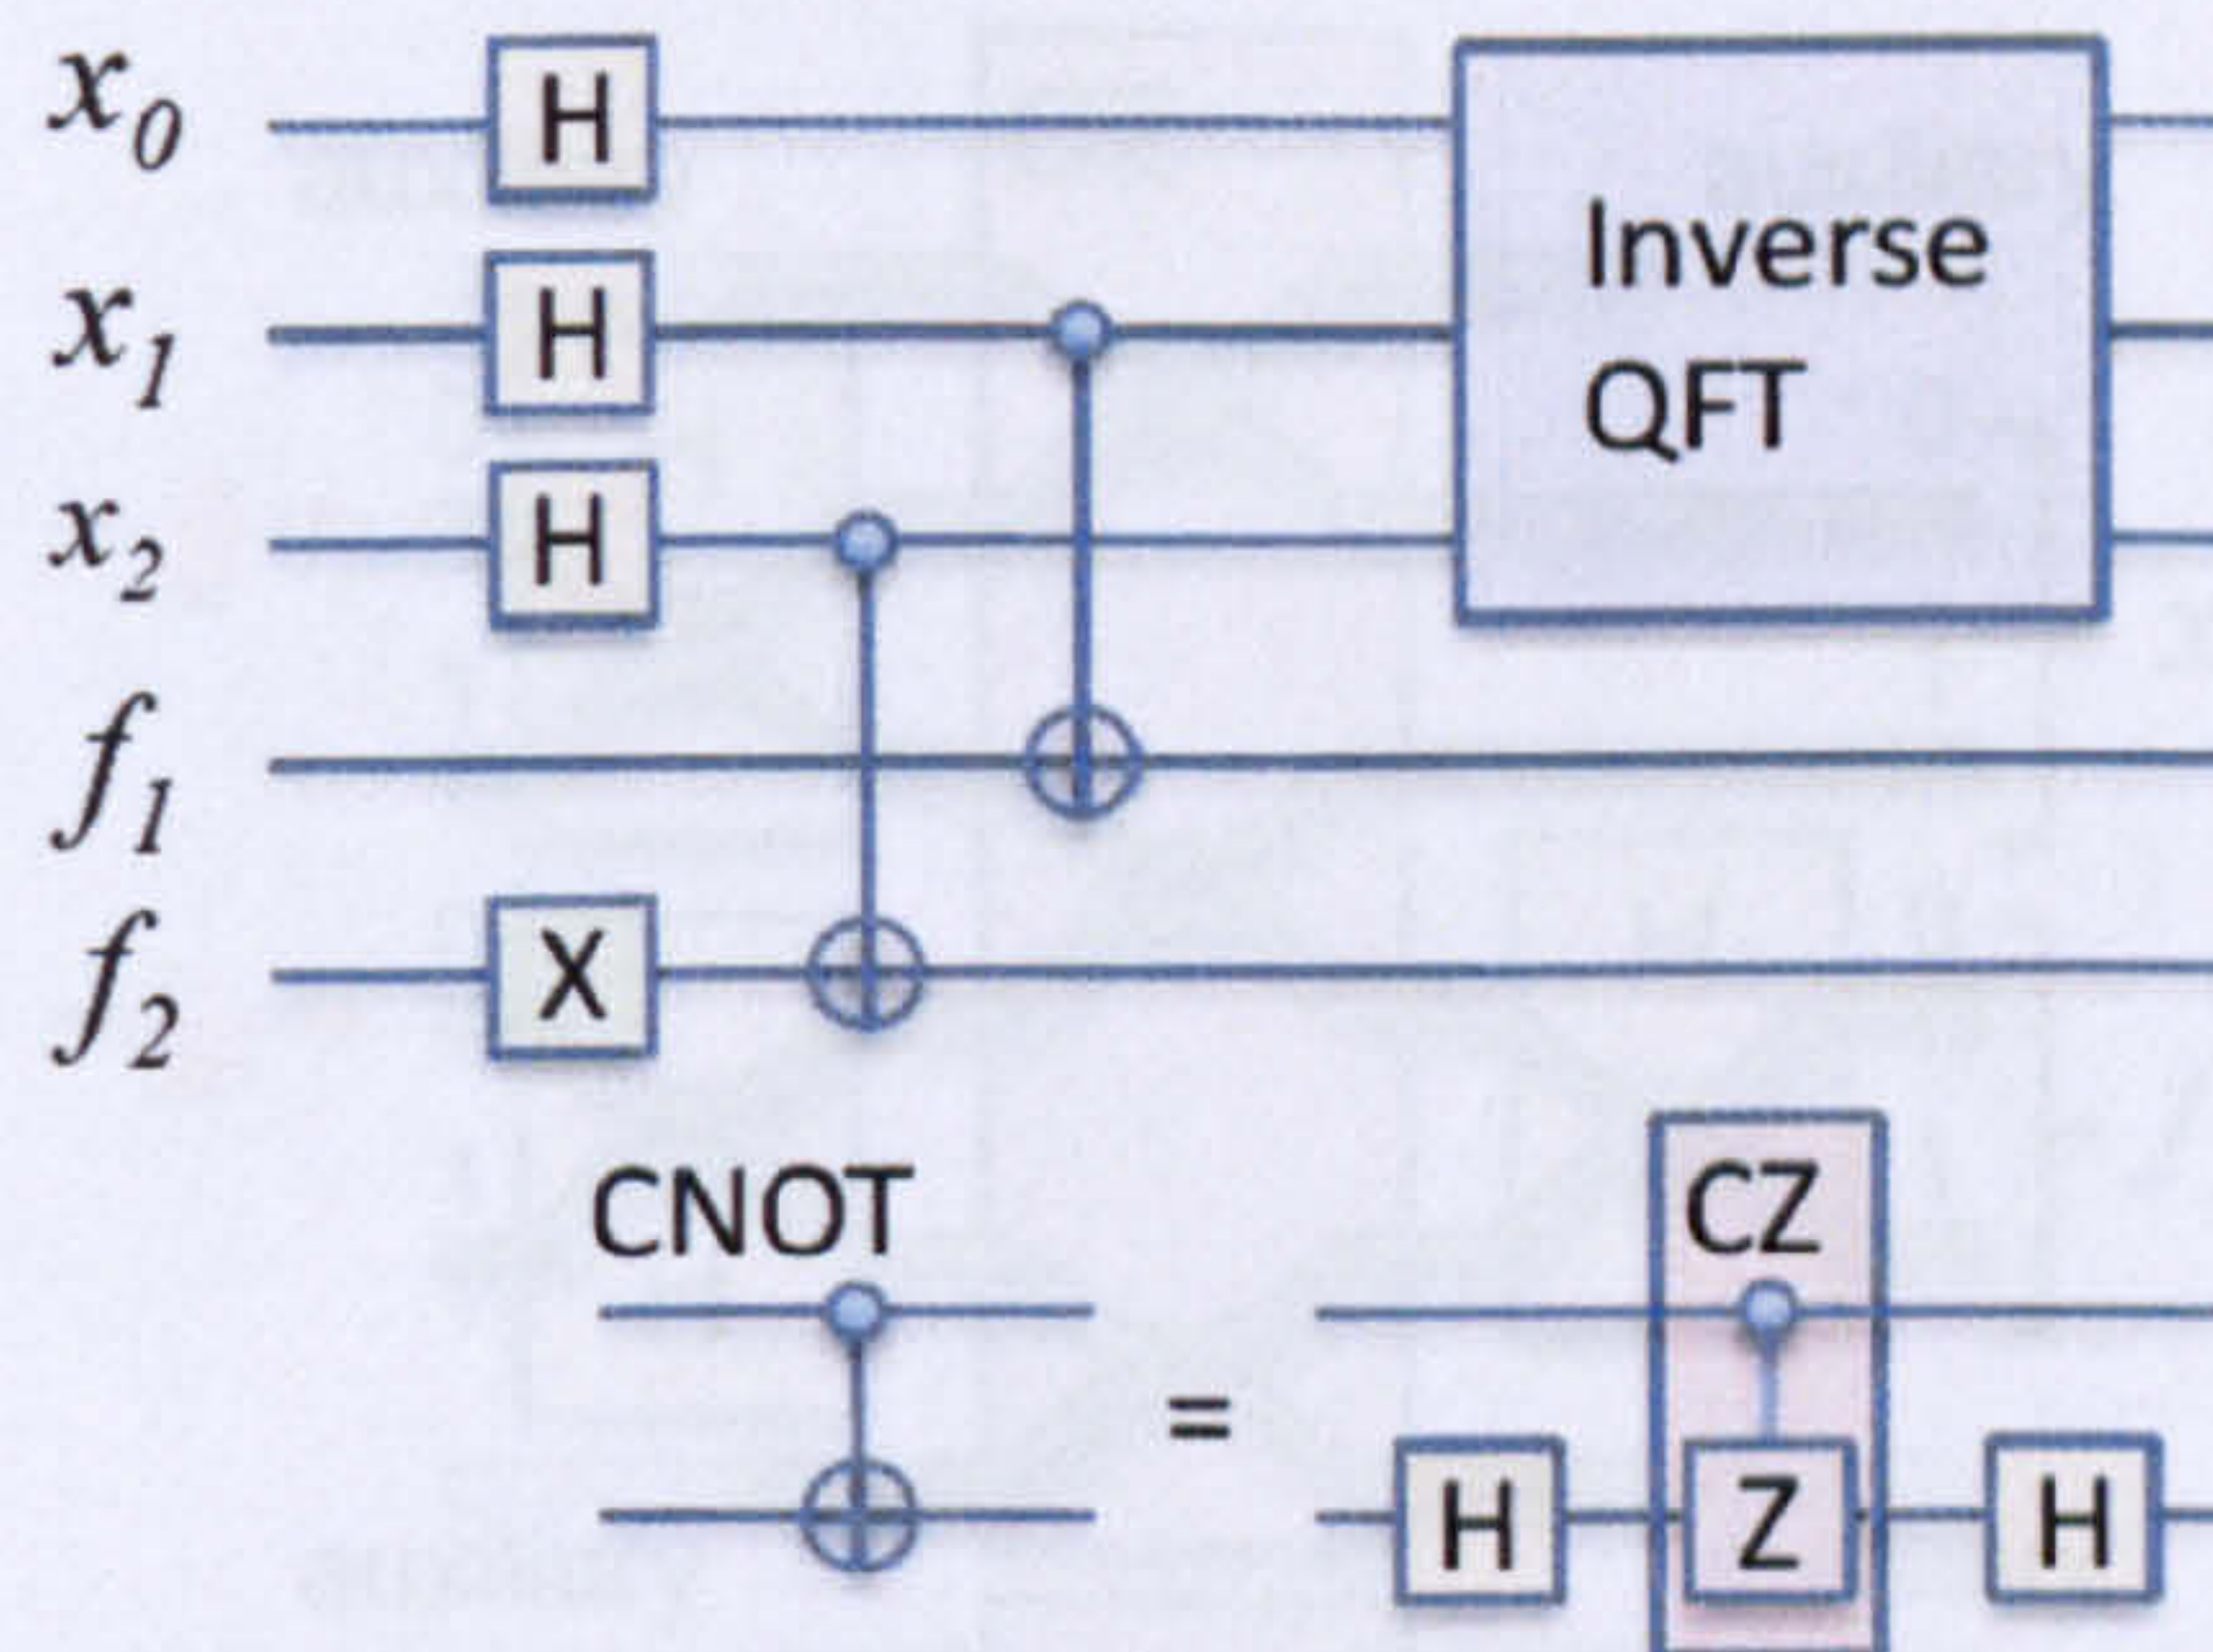 x0 H
x1 H
x2 H
Inverse
QFT
f1
f2 X
CNOT
CZ
=
H Z H